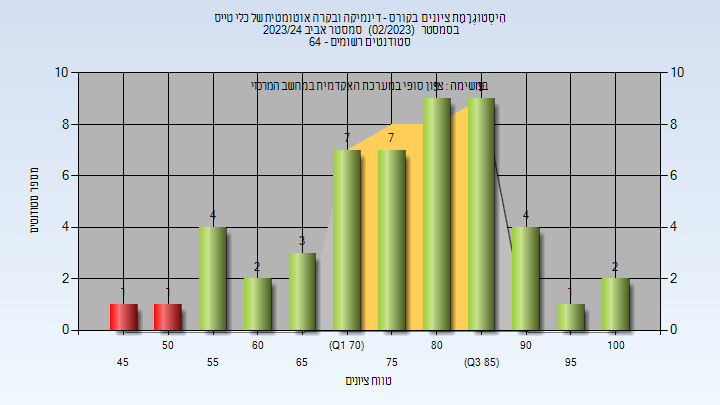 הִיסְטוֹגְרָמַת ציונים בקורס - דינמיקה ובקרה אוטומטית של כלי טייס
בסמסטר (02/2023) סמסטר אביב 2023/24
סטודנטים רשומים - 64
במשימה : ציון סופי במערכת האקדמית במחשב המרכזי
מספר סטודנטים
10 10
8 8
6 6
4 4
2 2
0 0
1 1 4 2 3 7 7 9 9 4 1 2
50 60 (Q1 70) 80 90 100
45 55 65 75 (Q3 85) 95
טווח ציונים